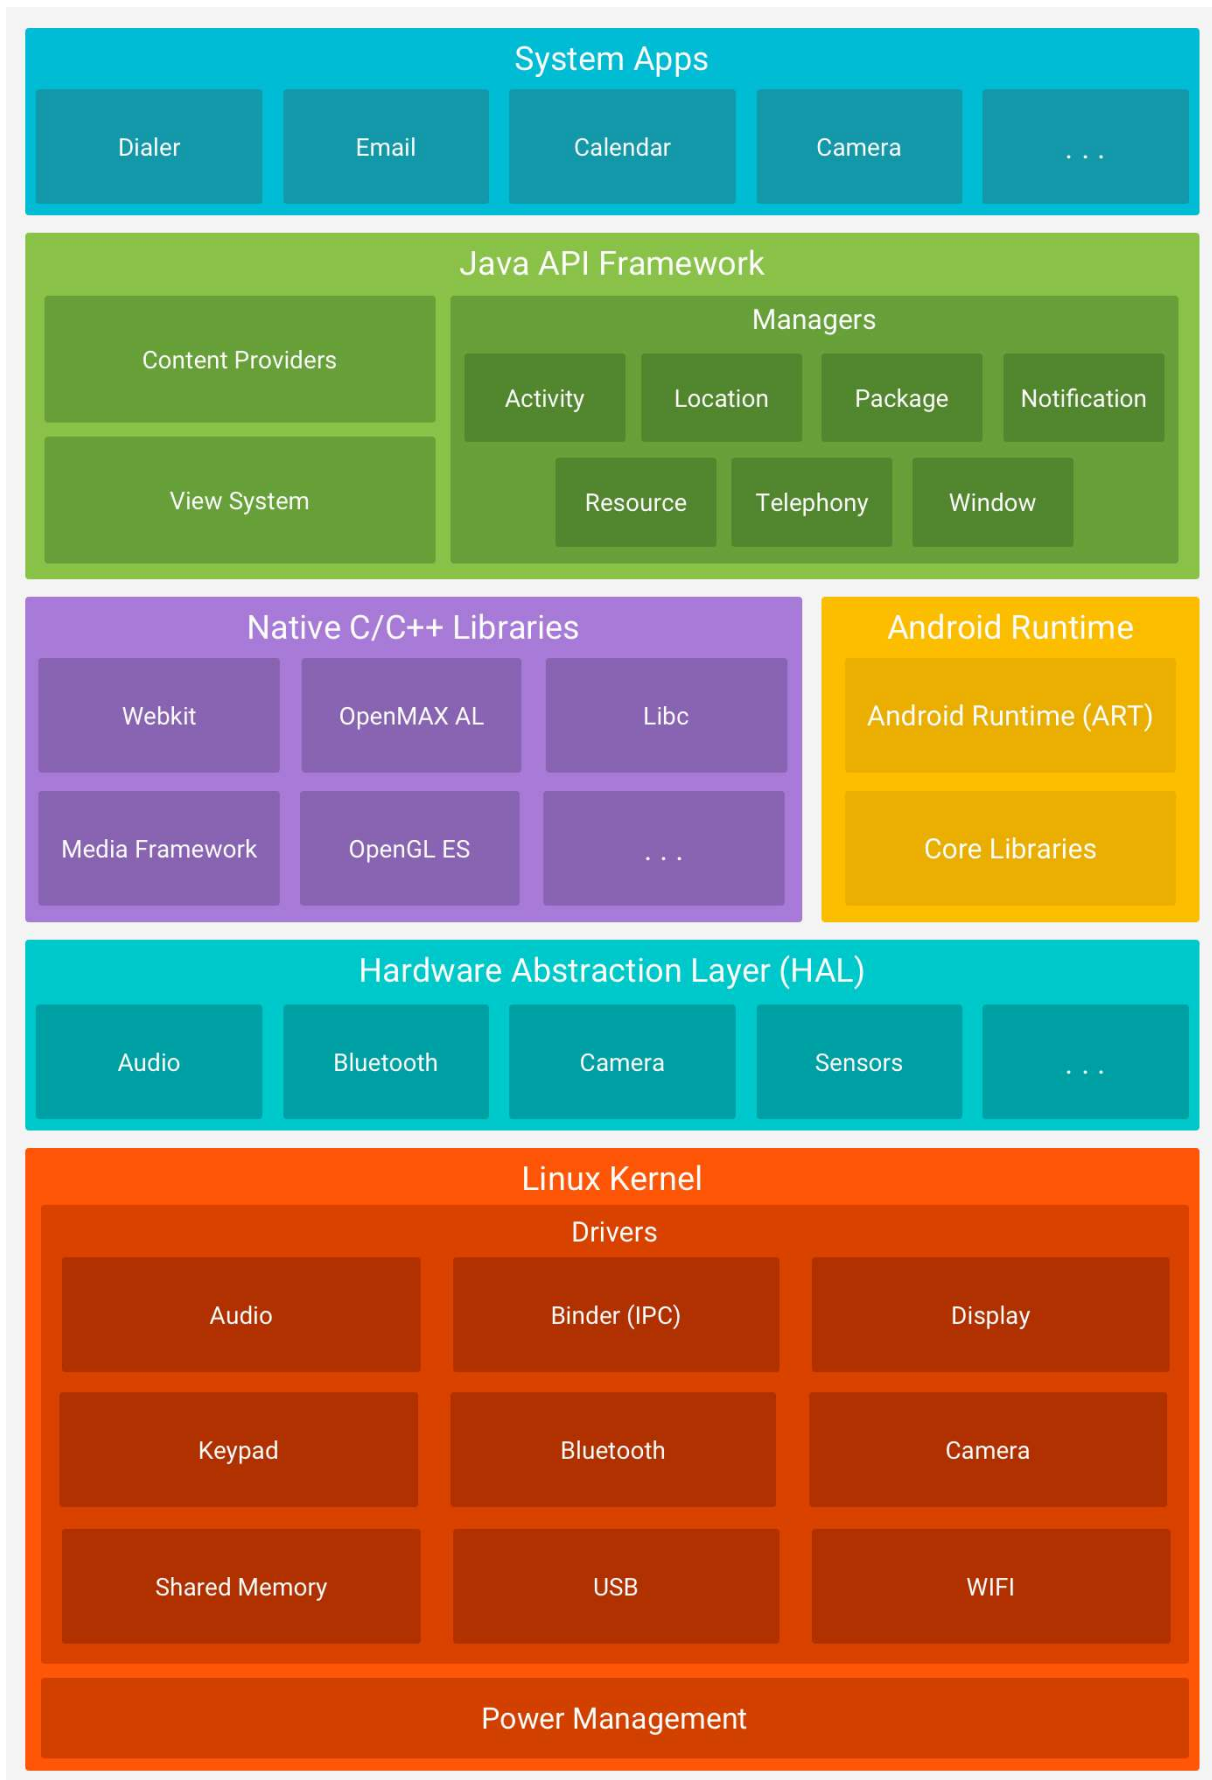 System Apps
Dialer
Email
Calendar
Camera
. . .
Java API Framework
Content Providers
View System
Managers
Activity
Location
Package
Notification
Resource
Telephony
Window
Native C/C++ Libraries
Webkit
OpenMAX AL
Libc
Media Framework
OpenGL ES
. . .
Android Runtime
Android Runtime (ART)
Core Libraries
Hardware Abstraction Layer (HAL)
Audio
Bluetooth
Camera
Sensors
. . .
Linux Kernel
Drivers
Audio
Binder (IPC)
Display
Keypad
Bluetooth
Camera
Shared Memory
USB
WIFI
Power Management